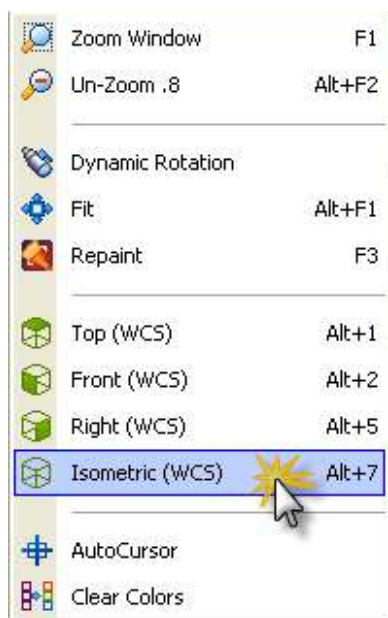 Zoom Window F1
Un-Zoom .8 Alt+F2
Dynamic Rotation
Fit Alt+F1
Repaint F3
Top (WCS) Alt+1
Front (WCS) Alt+2
Right (WCS) Alt+5
Isometric (WCS) Alt+7
AutoCursor
Clear Colors